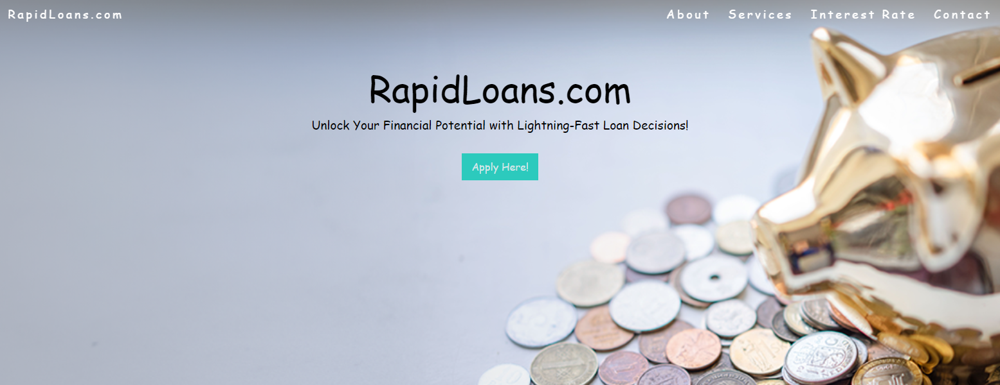 RapidLoans.com
About Services Interest Rate Contact
RapidLoans.com
Unlock Your Financial Potential with Lightning-Fast Loan Decisions!
Apply Here!